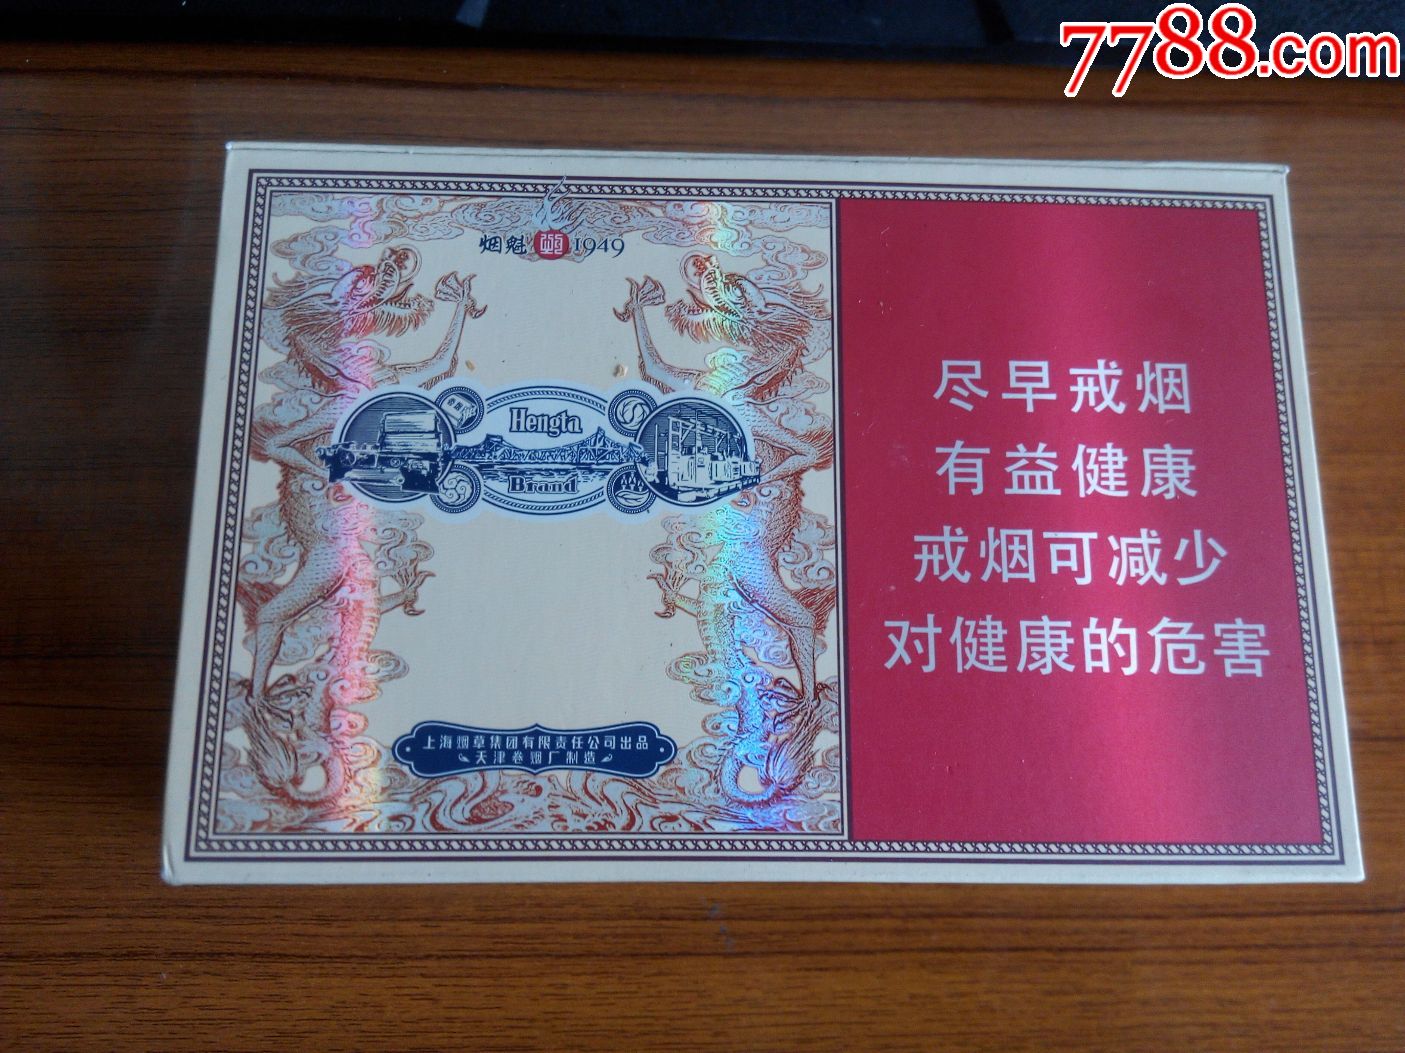 7788.com
烟魁 1949
Hengta
Brand
上海烟草集团有限责任公司出品
天津卷烟厂制造
尽早戒烟
有益健康
戒烟可减少
对健康的危害